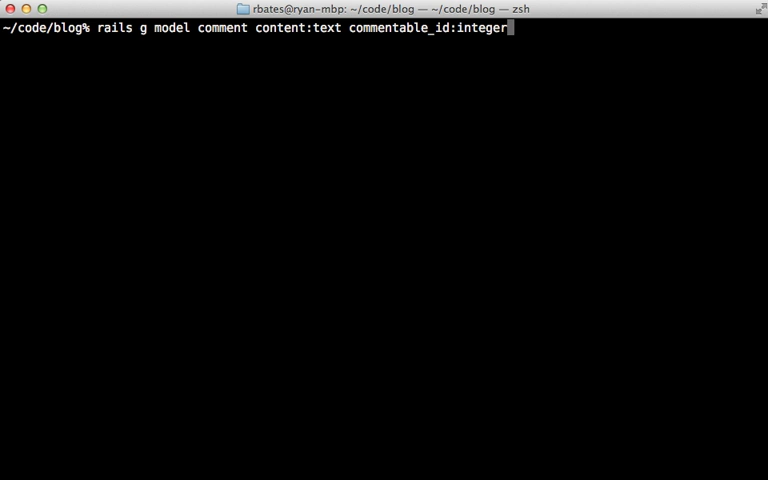 rbates@ryan-mbp: ~/code/blog — ~/code/blog — zsh
~/code/blog% rails g model comment content:text commentable_id:integer